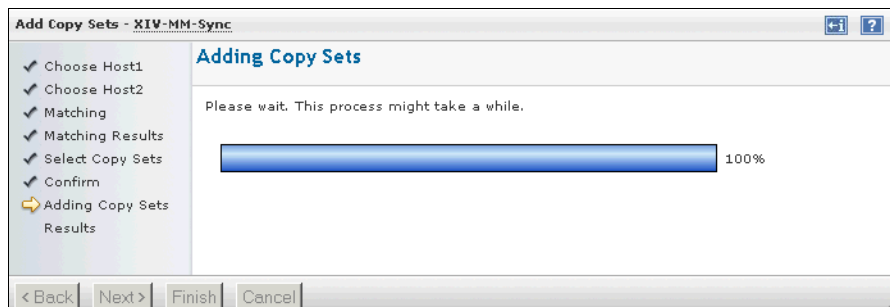 Add Copy Sets - XIV-MM-Sync
?
Choose Host1
Choose Host2
Matching
Matching Results
Select Copy Sets
Confirm
Adding Copy Sets
Results
Adding Copy Sets
Please wait. This process might take a while.
100%
< Back
Next >
Finish
Cancel